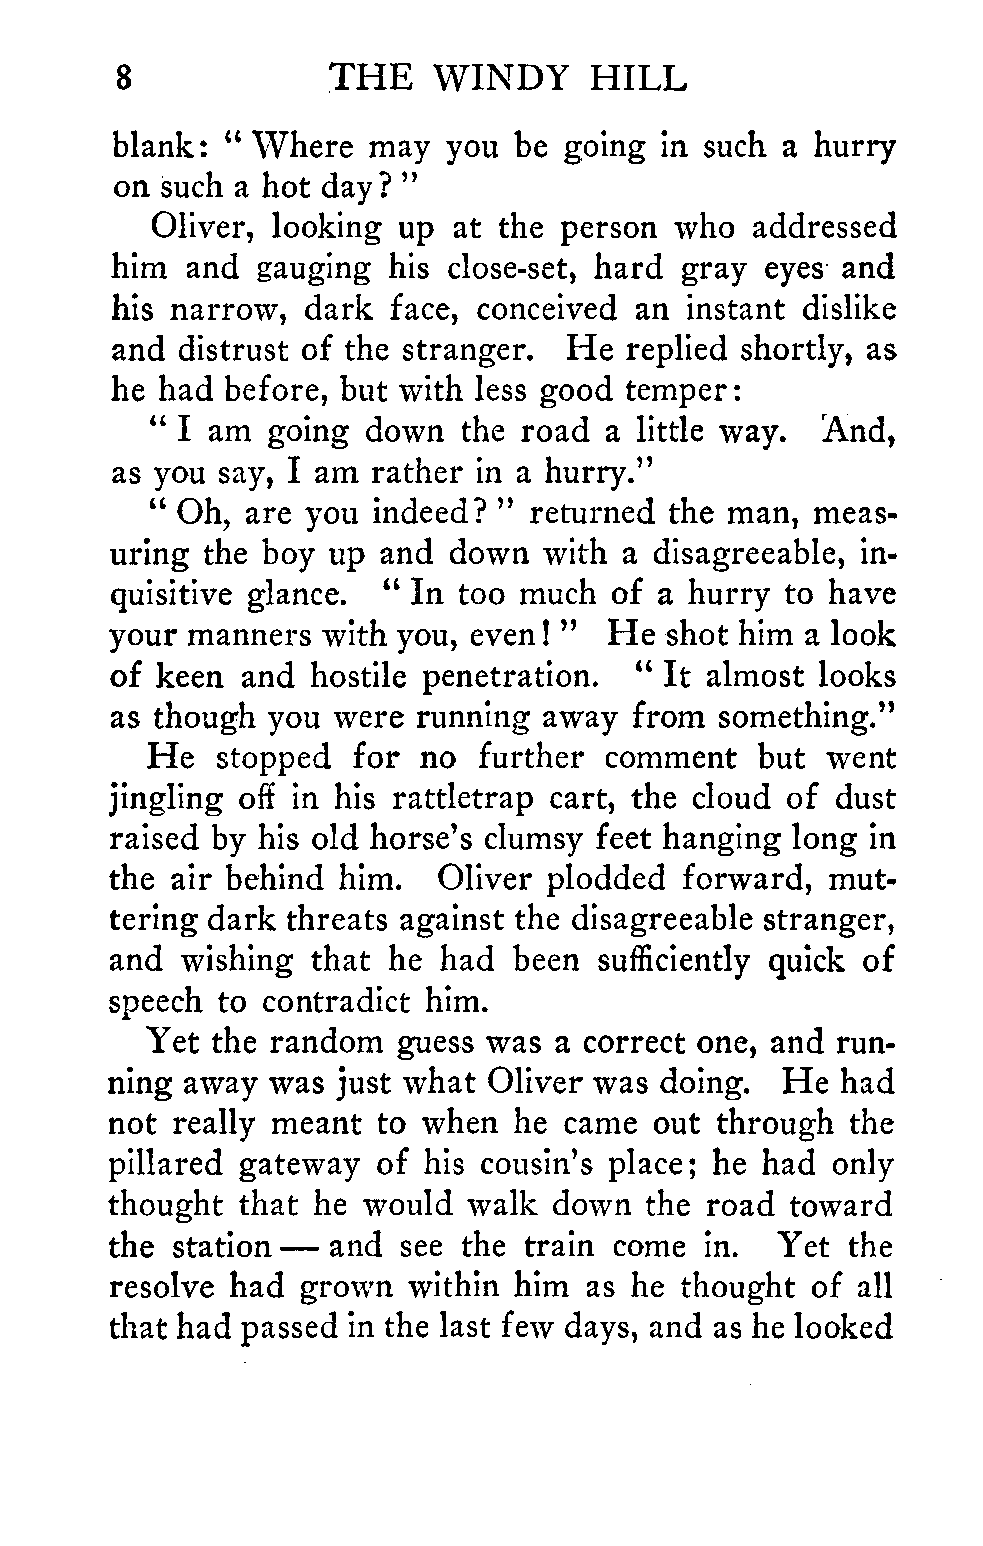 8 THE WINDY HILL
blank: “ Where may you be going in such a hurry
on such a hot day? ”
Oliver, looking up at the person who addressed
him and gauging his close-set, hard gray eyes and
his narrow, dark face, conceived an instant dislike
and distrust of the stranger. He replied shortly, as
he had before, but with less good temper:
“ I am going down the road a little way. And,
as you say, I am rather in a hurry.”
“ Oh, are you indeed? ” returned the man, meas-
uring the boy up and down with a disagreeable, in-
quisitive glance. “ In too much of a hurry to have
your manners with you, even! ” He shot him a look
of keen and hostile penetration. “ It almost looks
as though you were running away from something.”
He stopped for no further comment but went
jingling off in his rattletrap cart, the cloud of dust
raised by his old horse’s clumsy feet hanging long in
the air behind him. Oliver plodded forward, mut-
tering dark threats against the disagreeable stranger,
and wishing that he had been sufficiently quick of
speech to contradict him.
Yet the random guess was a correct one, and run-
ning away was just what Oliver was doing. He had
not really meant to when he came out through the
pillared gateway of his cousin’s place; he had only
thought that he would walk down the road toward
the station — and see the train come in. Yet the
resolve had grown within him as he thought of all
that had passed in the last few days, and as he looked